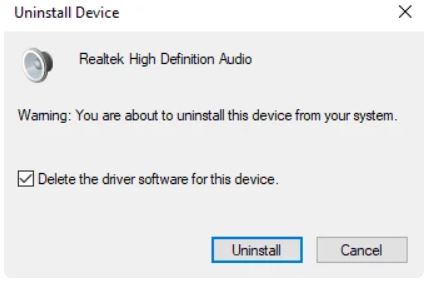 Uninstall Device
Realtek High Definition Audio
Warning: You are about to uninstall this device from your system.
Delete the driver software for this device.
Uninstall
Cancel